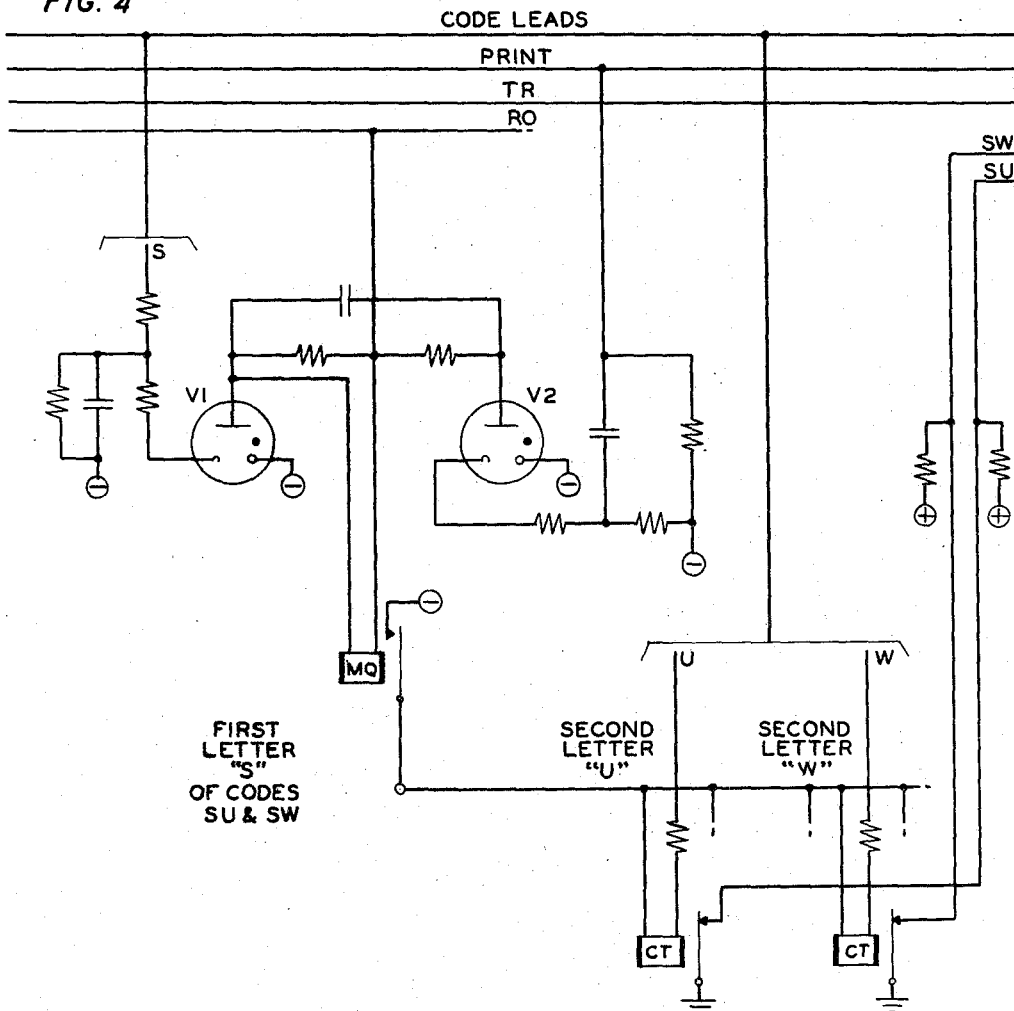 FIG. 4
CODE LEADS
PRINT
TR
RO
SW
SU
S
V1
V2
MQ
U
W
FIRST
LETTER
"S"
OF CODES
SU & SW
SECOND
LETTER
"U"
SECOND
LETTER
"W"
CT
CT